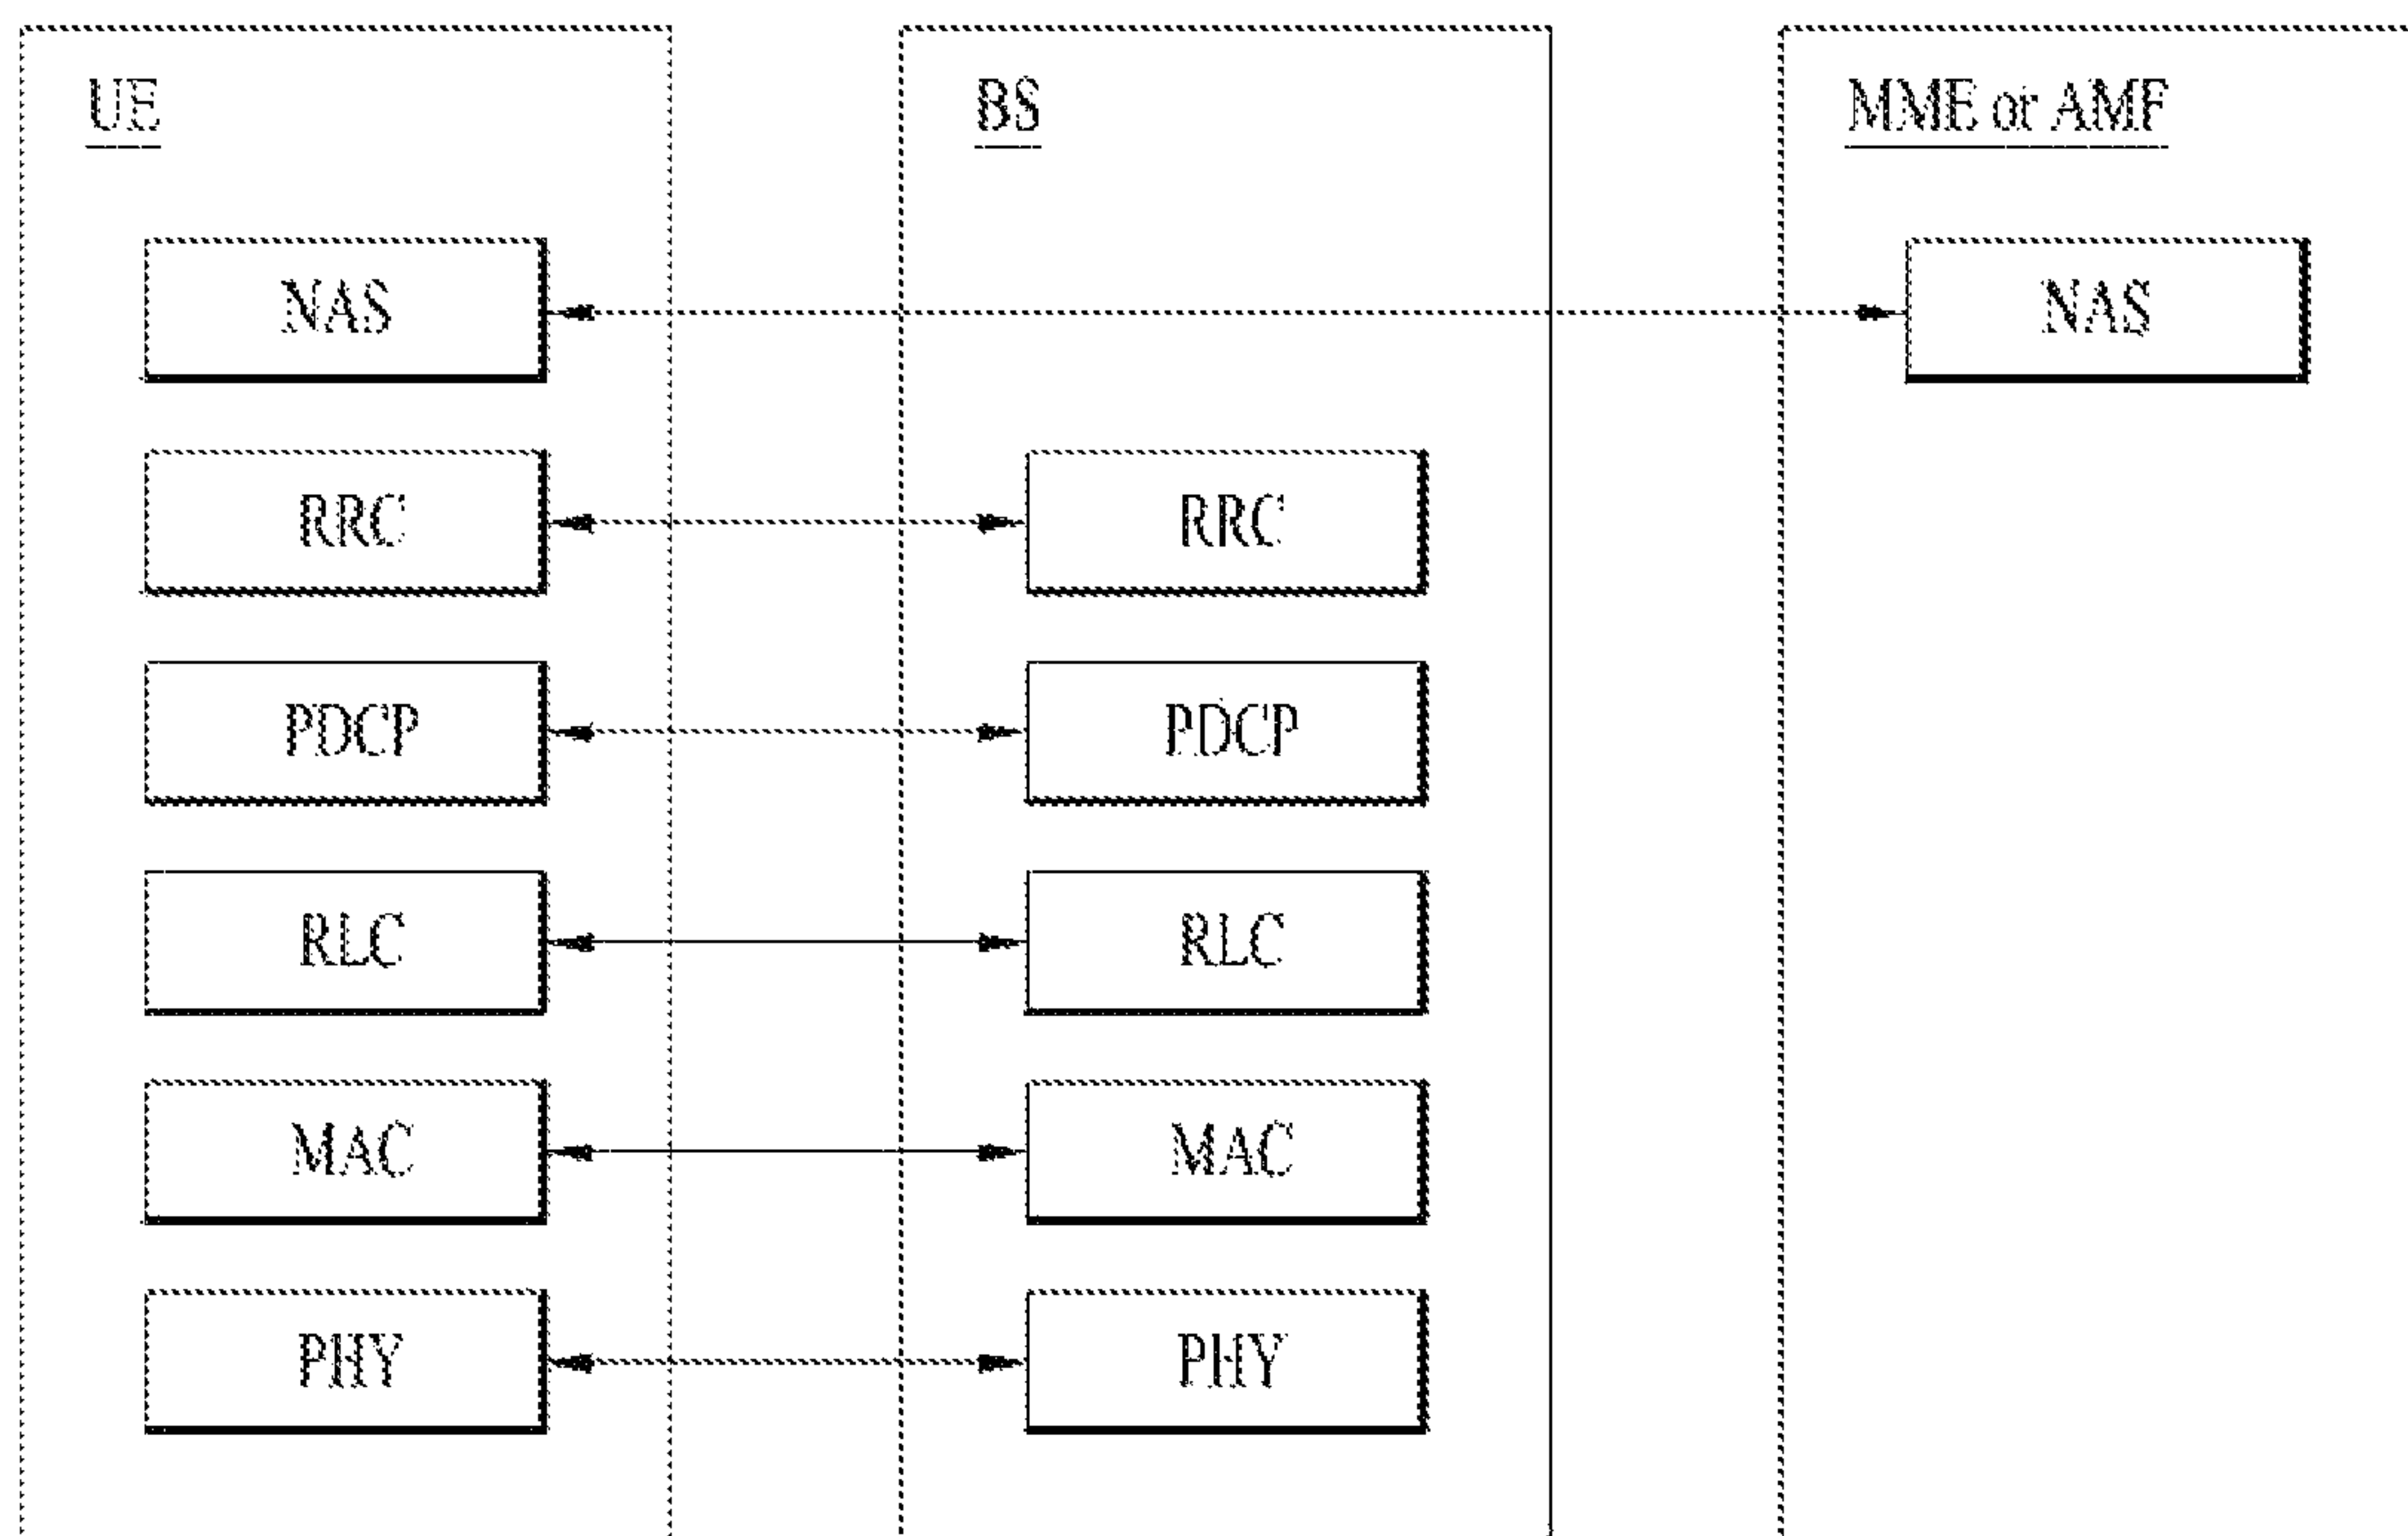 UE
BS
MME or AMF
NAS
NAS
RRC
RRC
PDCP
PDCP
RLC
RLC
MAC
MAC
PHY
PHY